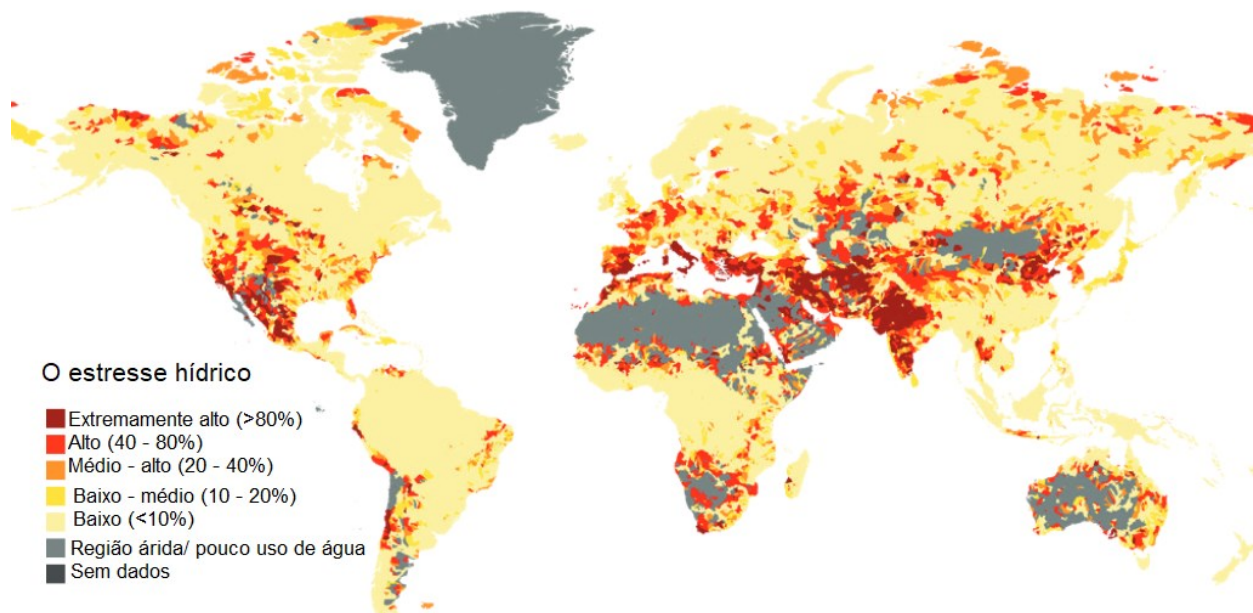 O estresse hídrico
Extremamente alto (>80%)
Alto (40 - 80%)
Médio - alto (20 - 40%)
Baixo - médio (10 - 20%)
Baixo (<10%)
Região árida/ pouco uso de água
Sem dados